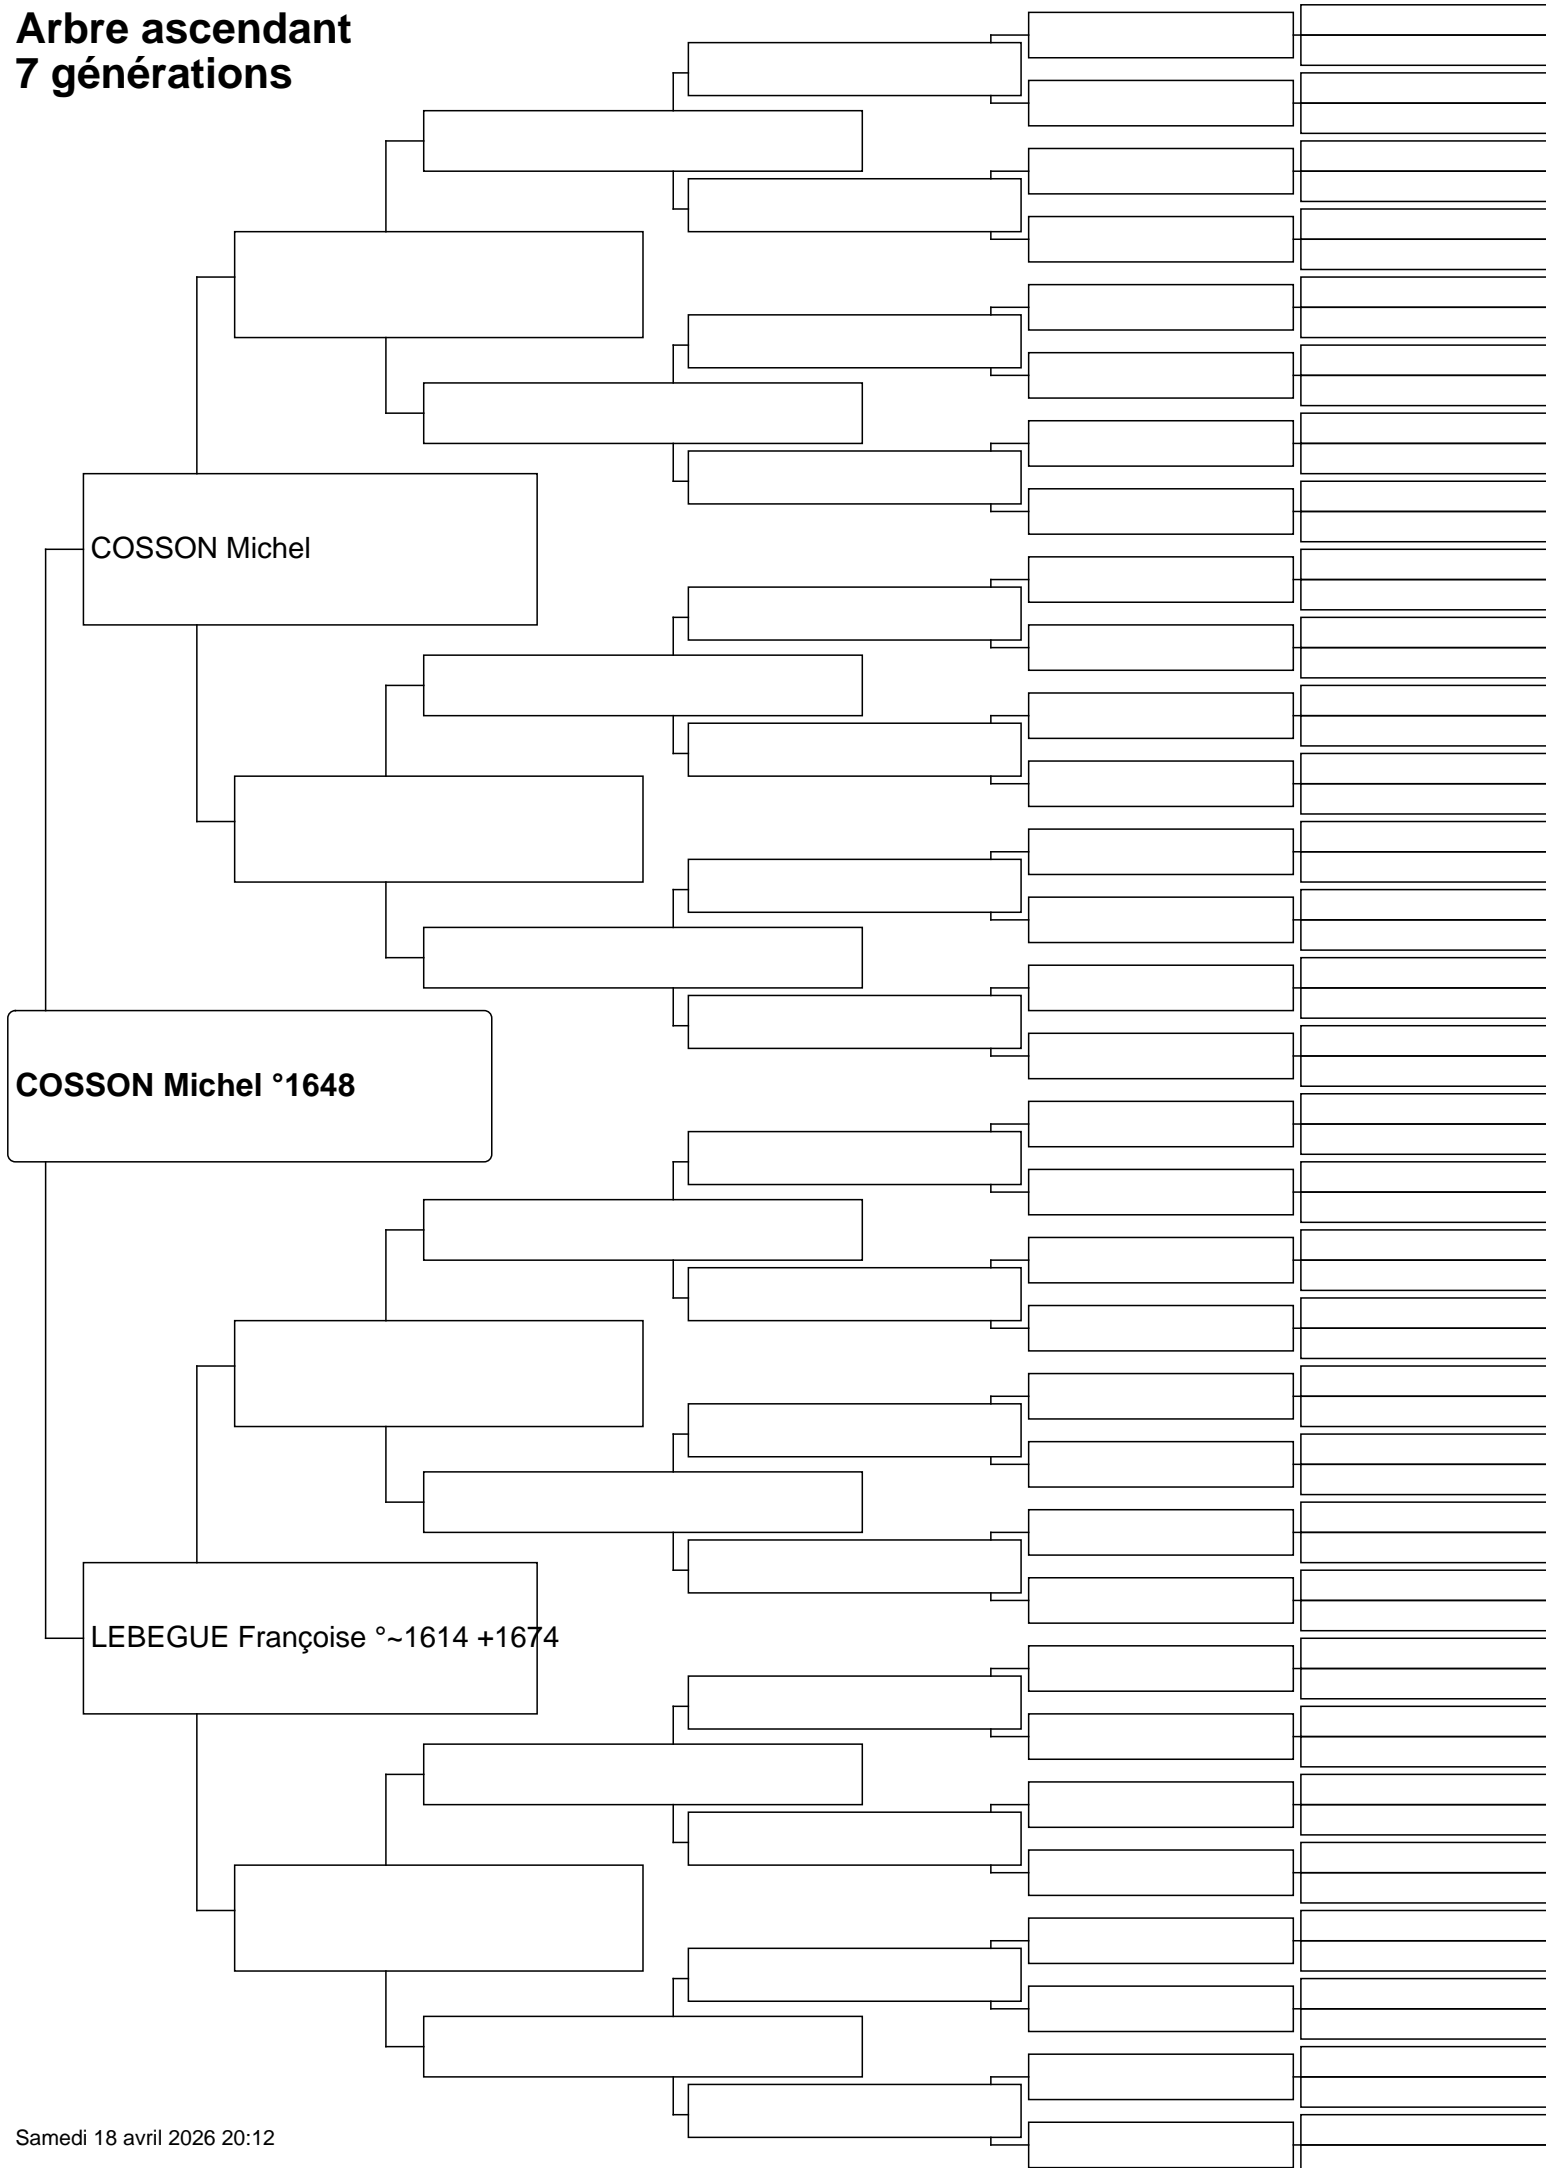 Arbre ascendant
7 générations
COSSON Michel
COSSON Michel °1648
LEBEGUE Françoise °~1614 +1674
Samedi 18 avril 2026 20:12